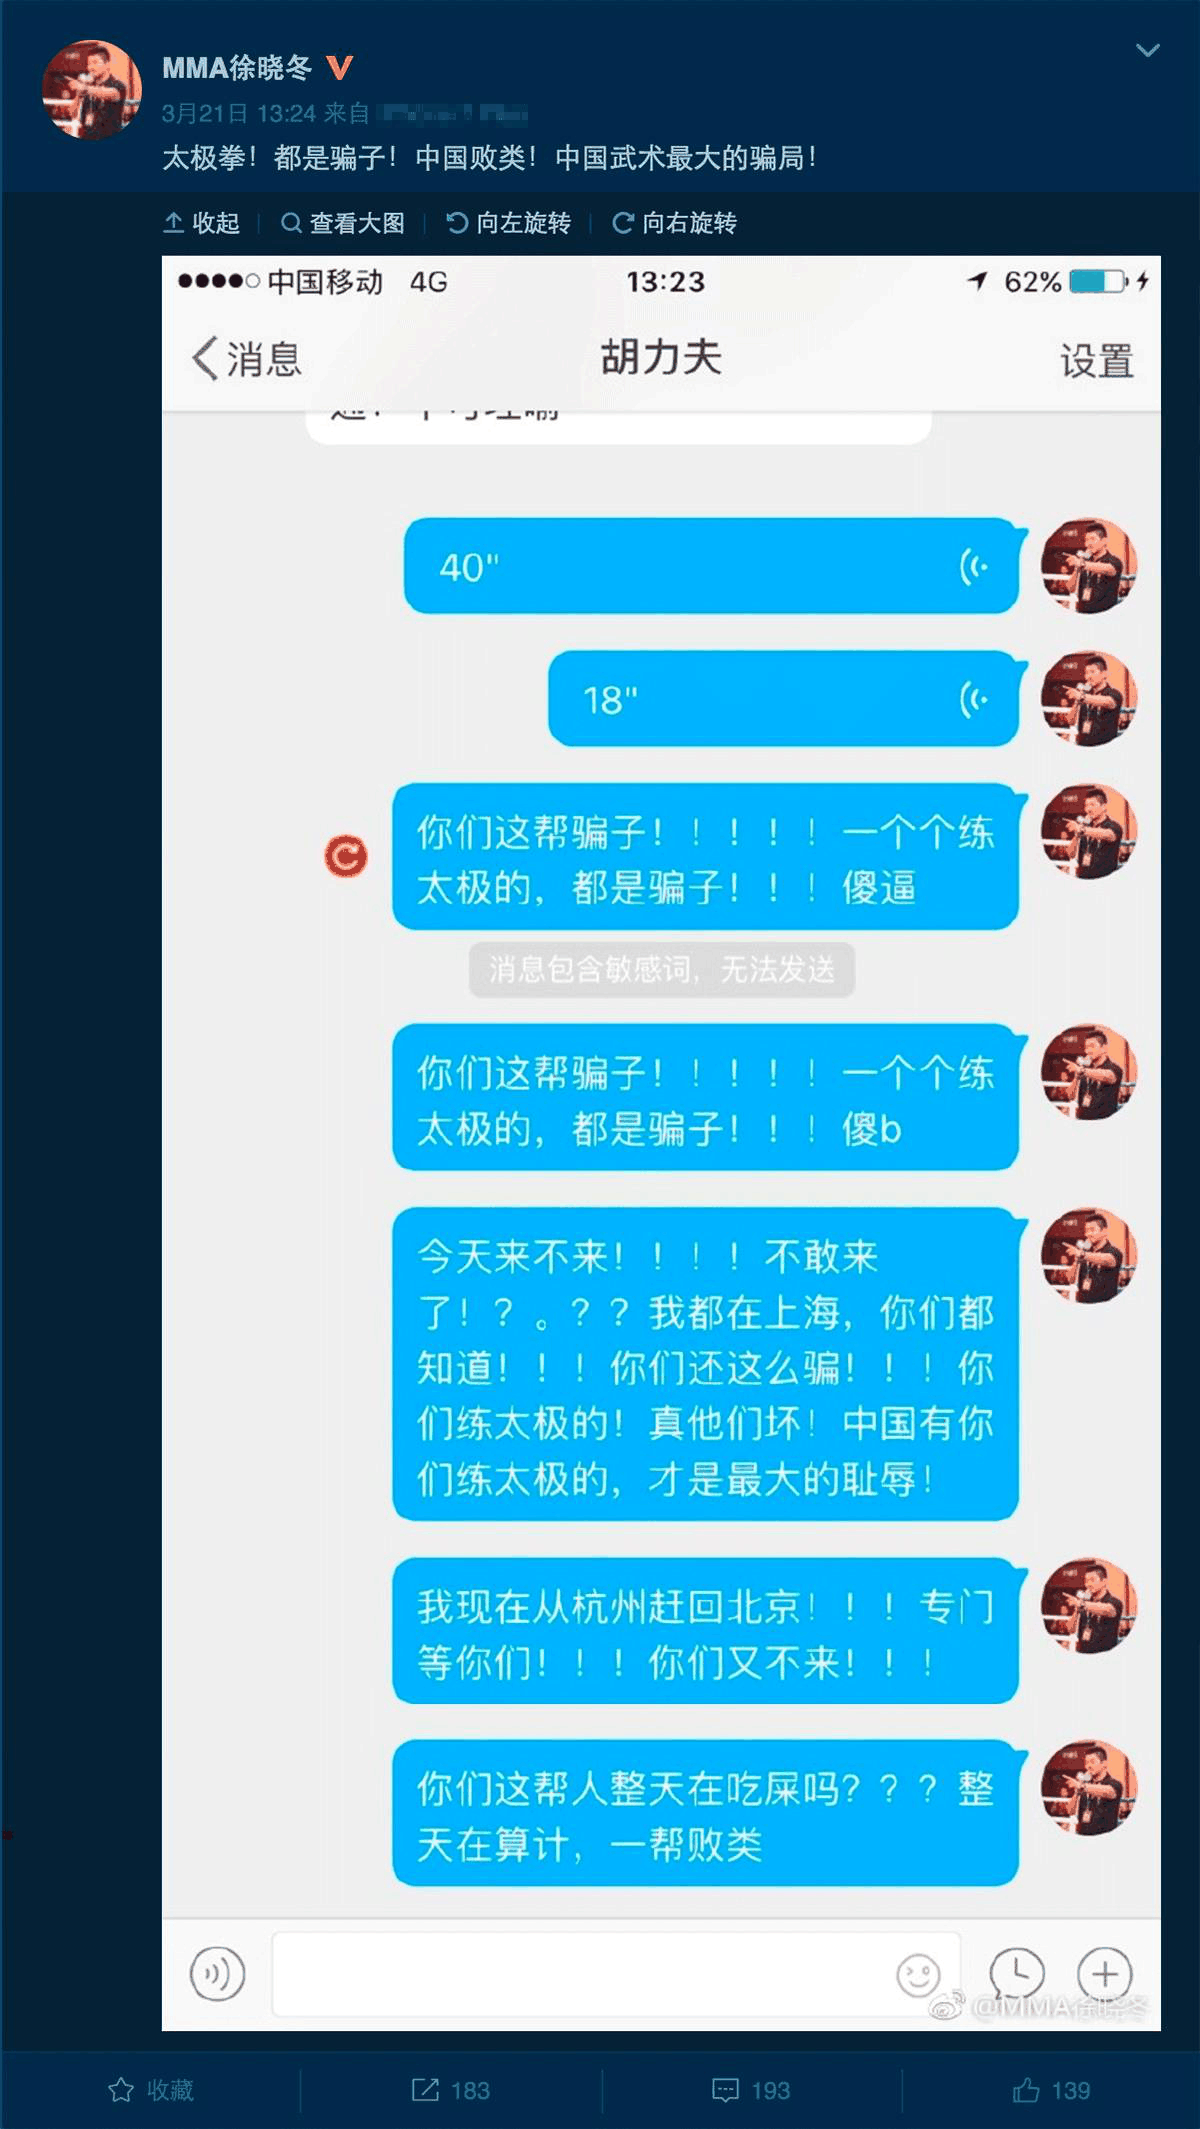 MMA徐晓冬
3月21日 13:24 来自
太极拳！都是骗子！中国败类！中国武术最大的骗局！
收起
查看大图
向左旋转
向右旋转
中国移动 4G 13:23 62%
消息 胡力夫 设置
40"
18"
你们这帮骗子！！！！！一个个练
太极的，都是骗子！！！傻逼
消息包含敏感词，无法发送
你们这帮骗子！！！！！一个个练
太极的，都是骗子！！！傻b
今天来不来！！！！不敢来
了！？。？？我都在上海，你们都
知道！！！你们还这么骗！！！你
们练太极的！真他们坏！中国有你
们练太极的，才是最大的耻辱！
我现在从杭州赶回北京！！！专门
等你们！！！你们又不来！！！
你们这帮人整天在吃屎吗？？？整
天在算计，一帮败类
@MMA徐晓冬
收藏 183 193 139